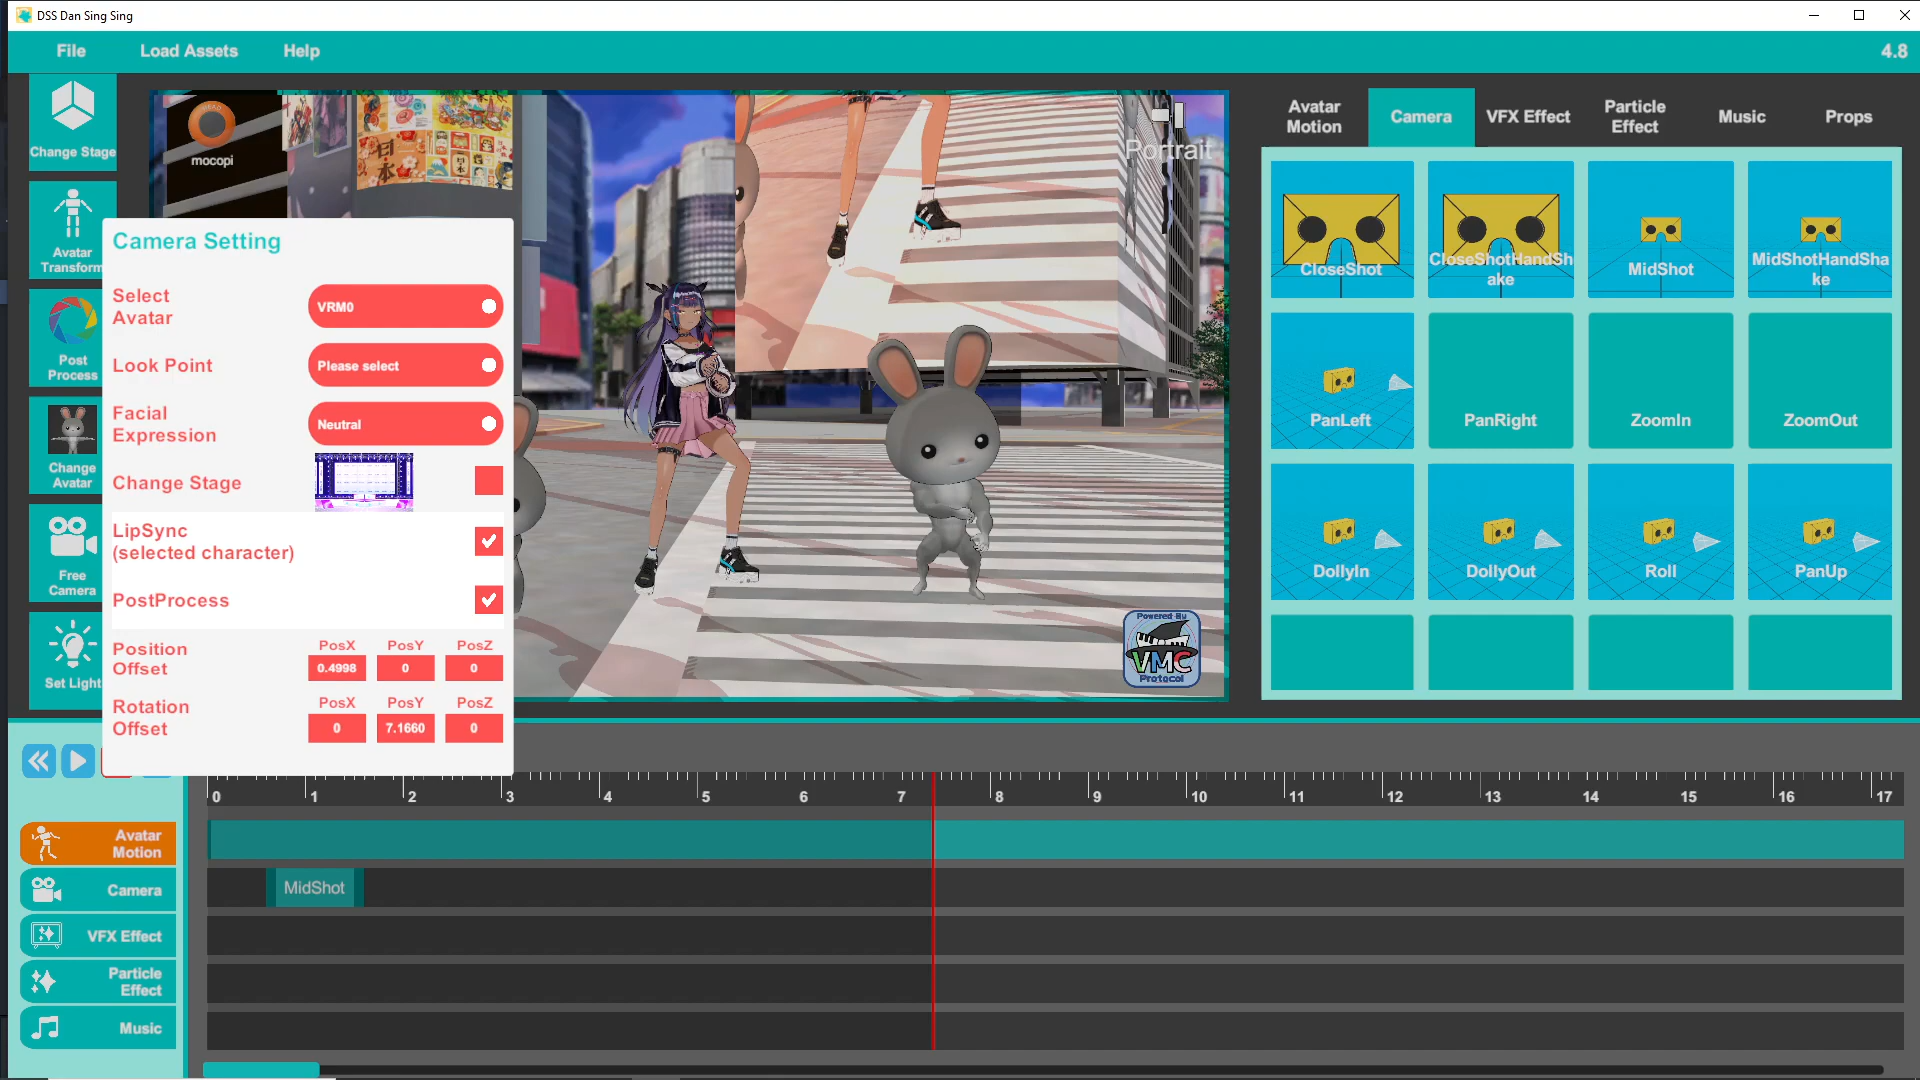 DSS Dan Sing Sing
File
Load Assets
Help
4.8
Change Stage
Avatar
Transform
Post
Process
Change
Avatar
Free
Camera
Set Light
mocopi
Portrait
日本
Powered By
VMC
Protocol
Camera Setting
Select
Avatar
VRM0
Look Point
Please select
Facial
Expression
Neutral
Change Stage
LipSync
(selected character)
PostProcess
Position
Offset
PosX
PosY
PosZ
0.4998
0
0
Rotation
Offset
PosX
PosY
PosZ
0
7.1660
0
Avatar
Motion
Camera
VFX Effect
Particle
Effect
Music
Props
CloseShot
CloseShotHandSh
ake
MidShot
MidShotHandSha
ke
PanLeft
PanRight
ZoomIn
ZoomOut
DollyIn
DollyOut
Roll
PanUp
0 1 2 3 4 5 6 7 8 9 10 11 12 13 14 15 16 17
Avatar
Motion
Camera
MidShot
VFX Effect
Particle
Effect
Music